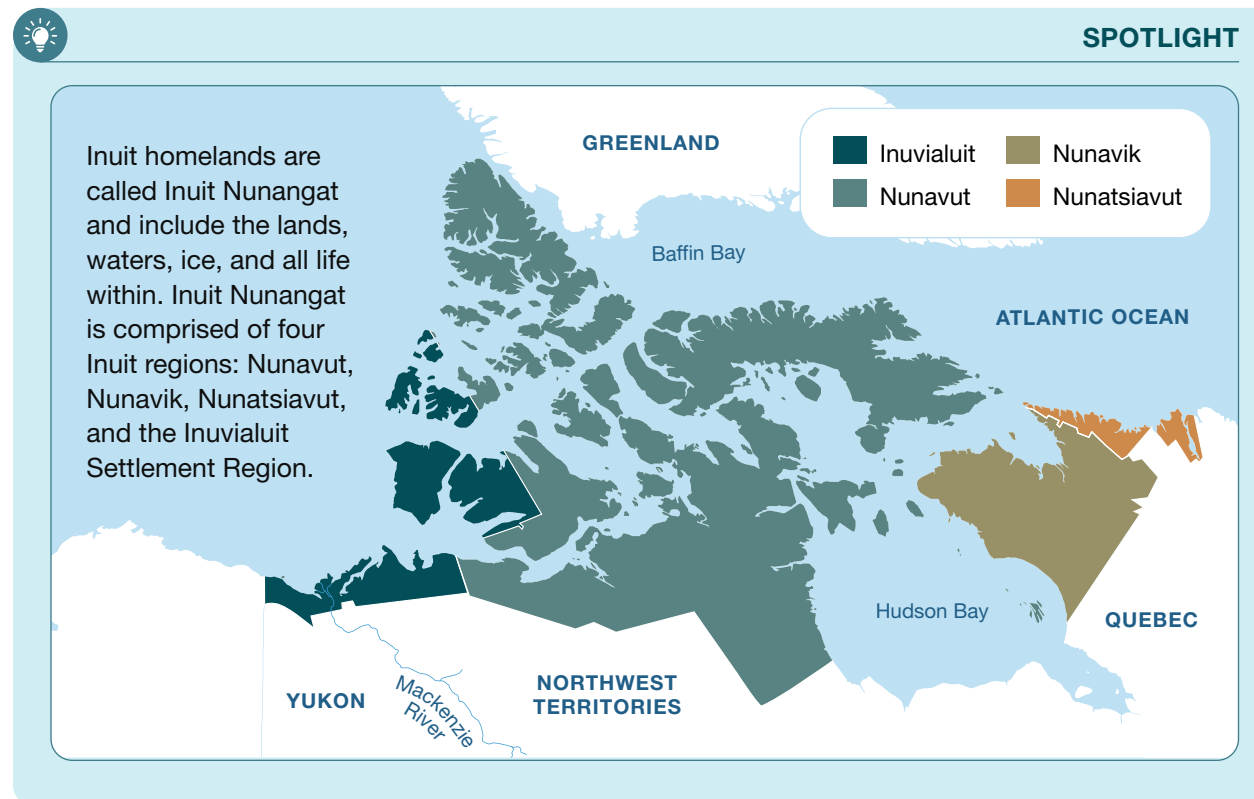 SPOTLIGHT
Inuit homelands are
called Inuit Nunangat
and include the lands,
waters, ice, and all life
within. Inuit Nunangat
is comprised of four
Inuit regions: Nunavut,
Nunavik, Nunatsiavut,
and the Inuvialuit
Settlement Region.
GREENLAND
Inuvialuit
Nunavut
Nunavik
Nunatsiavut
Baffin Bay
ATLANTIC OCEAN
Hudson Bay
QUEBEC
YUKON
Mackenzie
River
NORTHWEST
TERRITORIES